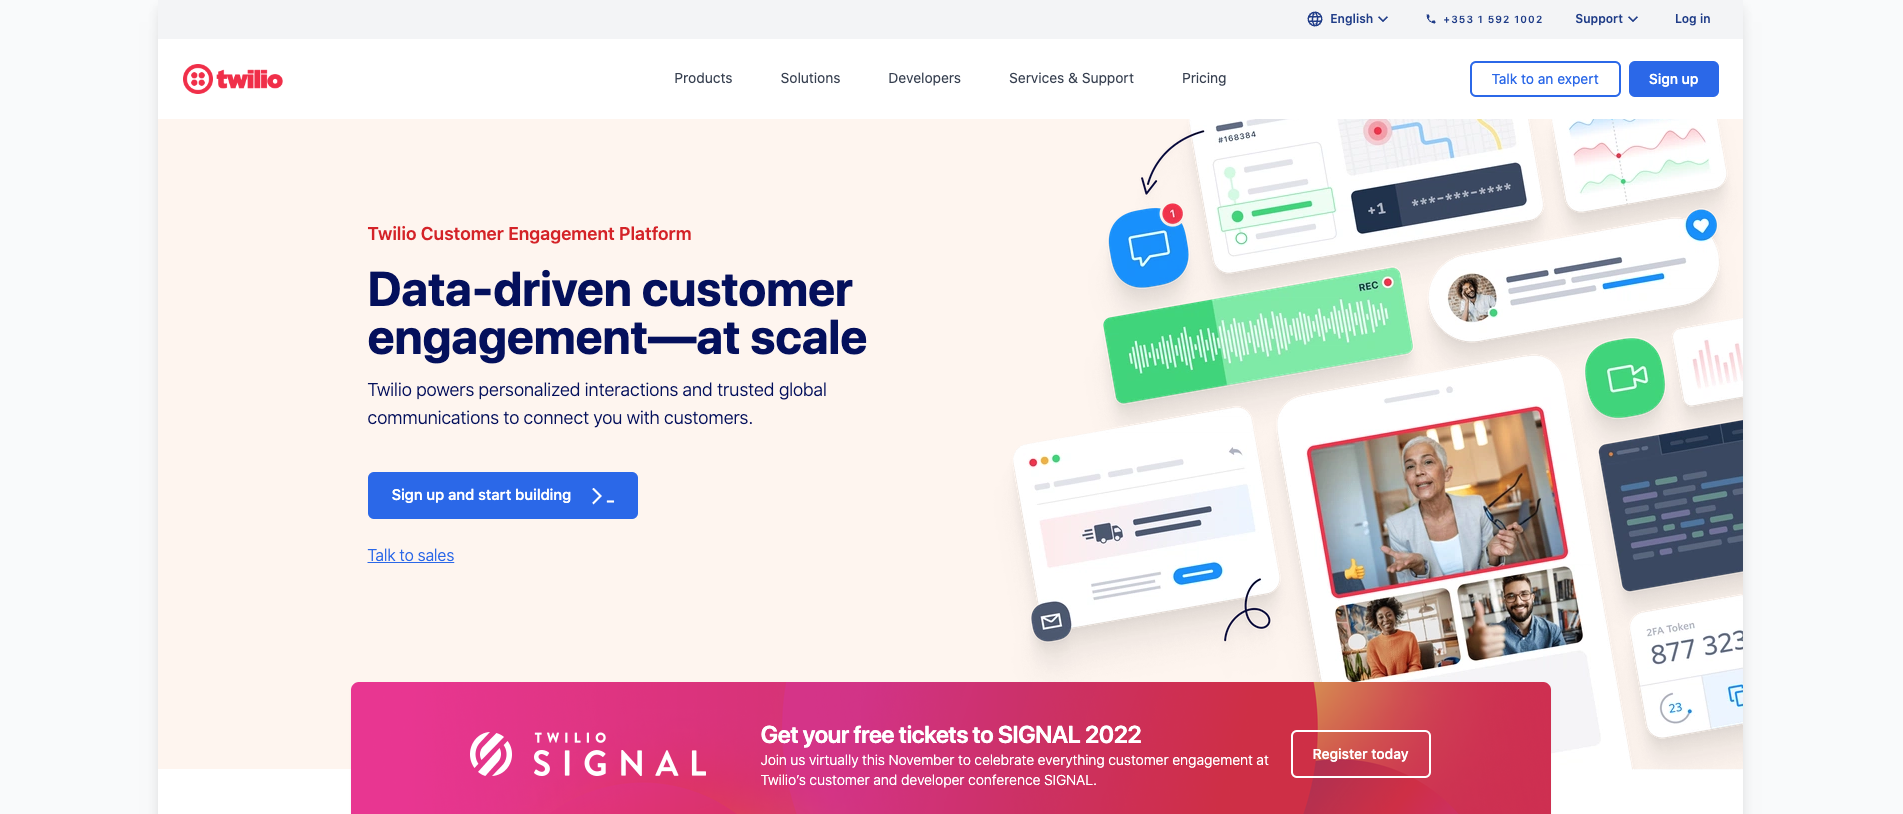 English
+353 1 592 1002
Support
Log in
twilio
Products
Solutions
Developers
Services & Support
Pricing
Talk to an expert
Sign up
Twilio Customer Engagement Platform
Data-driven customer
engagement—at scale
Twilio powers personalized interactions and trusted global
communications to connect you with customers.
Sign up and start building >_
Talk to sales
#168384
+1 ***-***-****
1
REC
2FA Token
877 323
23
TWILIO
SIGNAL
Get your free tickets to SIGNAL 2022
Join us virtually this November to celebrate everything customer engagement at
Twilio's customer and developer conference SIGNAL.
Register today